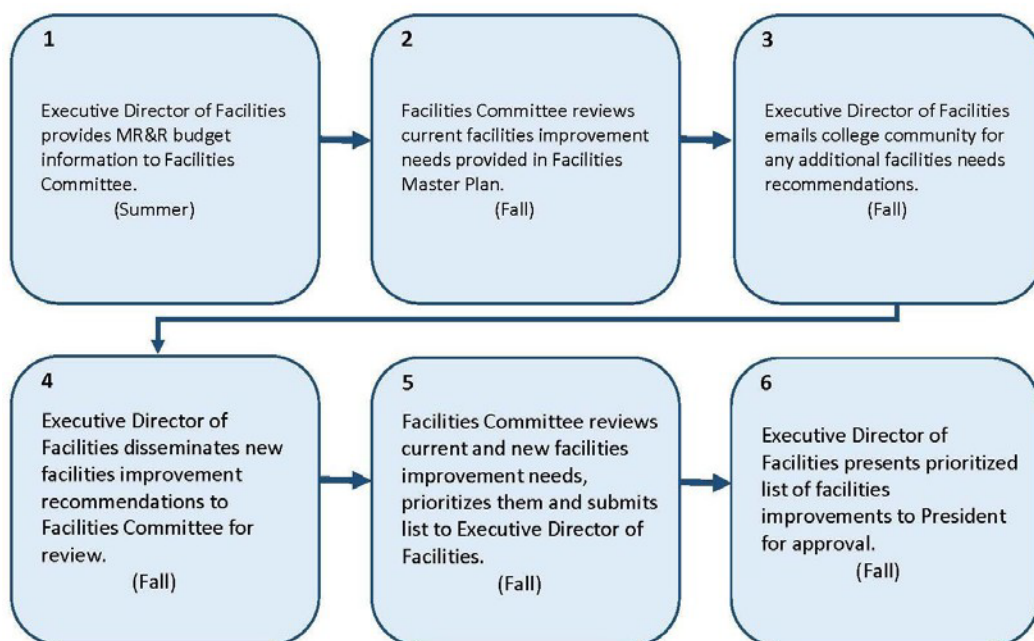 1
Executive Director of Facilities
provides MR&R budget
information to Facilities
Committee.
(Summer)
2
Facilities Committee reviews
current facilities improvement
needs provided in Facilities
Master Plan.
(Fall)
3
Executive Director of Facilities
emails college community for
any additional facilities needs
recommendations.
(Fall)
4
Executive Director of
Facilities disseminates new
facilities improvement
recommendations to
Facilities Committee for
review.
(Fall)
5
Facilities Committee reviews
current and new facilities
improvement needs,
prioritizes them and submits
list to Executive Director of
Facilities.
(Fall)
6
Executive Director of
Facilities presents prioritized
list of facilities
improvements to President
for approval.
(Fall)